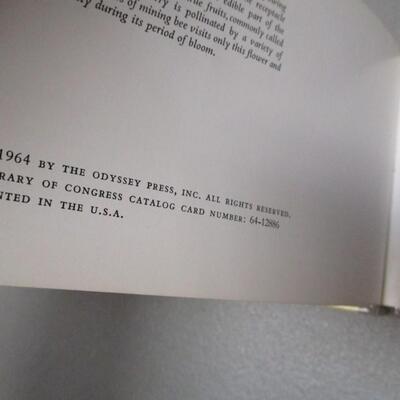 receptacle
edible part of the
fruits, commonly called
is pollinated by a variety of
of mining bee visits only this flower and
during its period of bloom.
1964 BY THE ODYSSEY PRESS, INC. ALL RIGHTS RESERVED.
RARY OF CONGRESS CATALOG CARD NUMBER: 64-12886
NTED IN THE U.S.A.